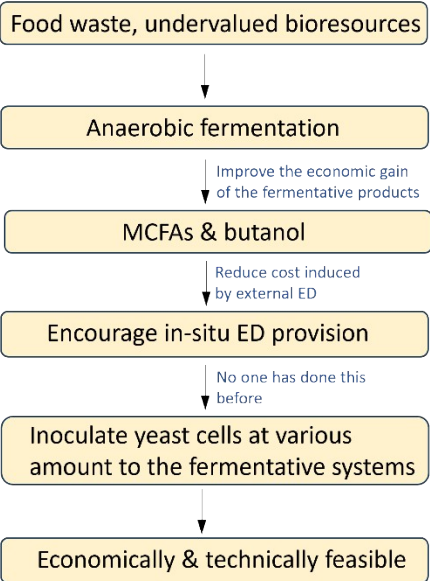 Food waste, undervalued bioresources
Anaerobic fermentation
Improve the economic gain
of the fermentative products
MCFAs & butanol
Reduce cost induced
by external ED
Encourage in-situ ED provision
No one has done this
before
Inoculate yeast cells at various
amount to the fermentative systems
Economically & technically feasible